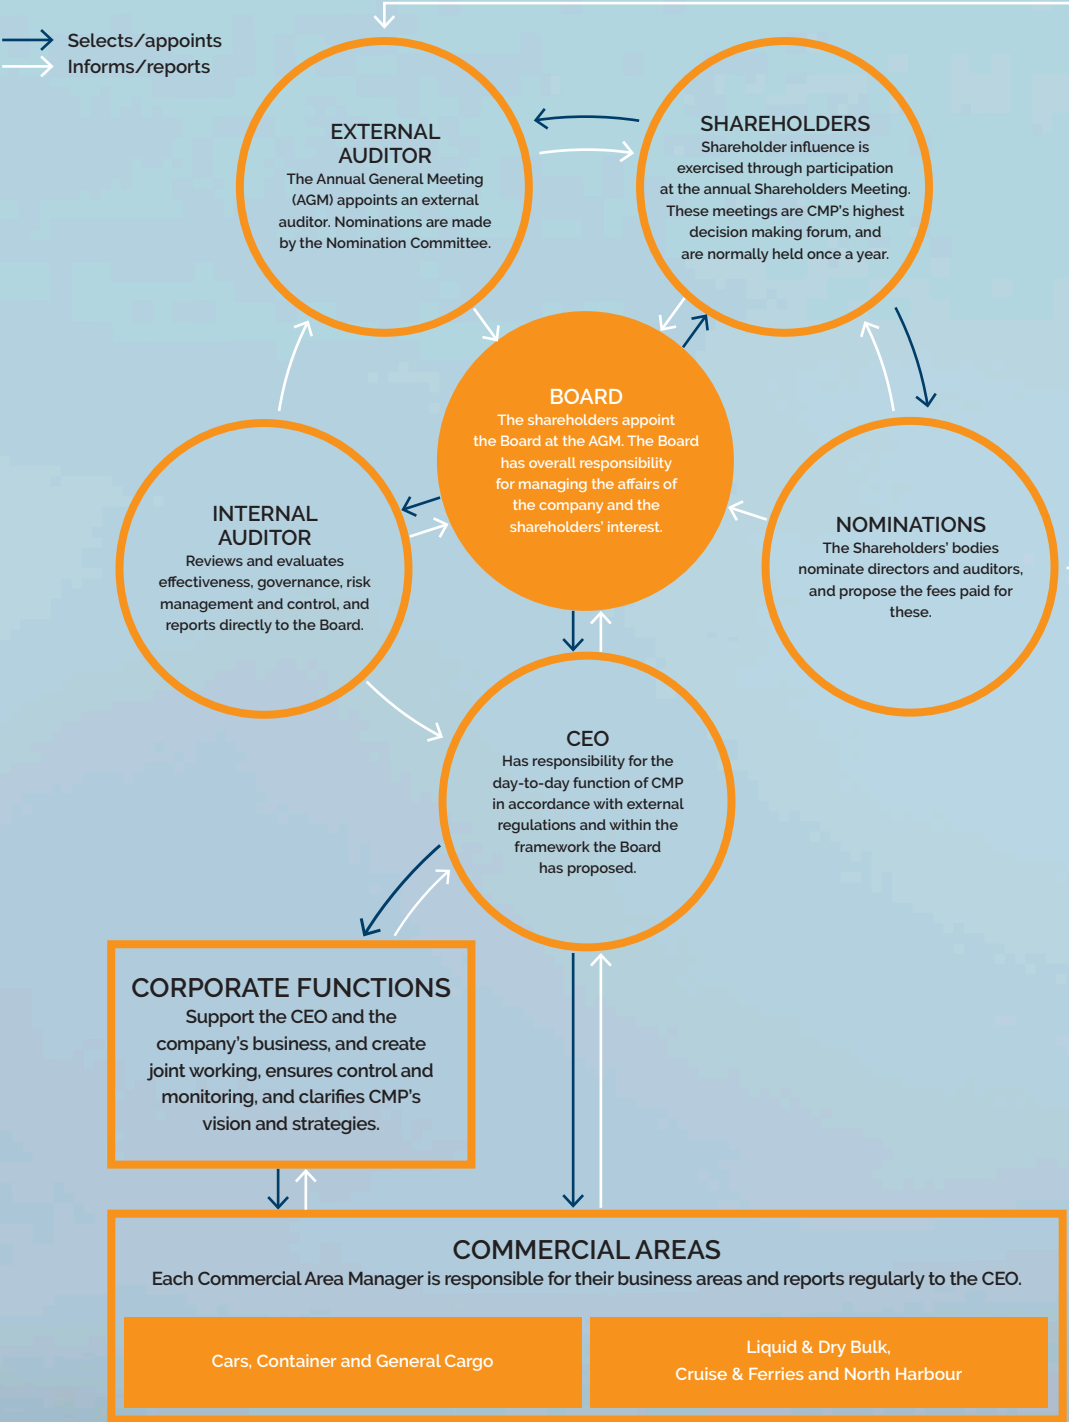 Selects/appoints
Informs/reports
EXTERNAL
AUDITOR
The Annual General Meeting
(AGM) appoints an external
auditor. Nominations are made
by the Nomination Committee.
SHAREHOLDERS
Shareholder influence is
exercised through participation
at the annual Shareholders Meeting.
These meetings are CMP's highest
decision making forum, and
are normally held once a year.
BOARD
The shareholders appoint
the Board at the AGM. The Board
has overall responsibility
for managing the affairs of
the company and the
shareholders' interest.
INTERNAL
AUDITOR
Reviews and evaluates
effectiveness, governance, risk
management and control, and
reports directly to the Board.
NOMINATIONS
The Shareholders' bodies
nominate directors and auditors,
and propose the fees paid for
these.
CEO
Has responsibility for the
day-to-day function of CMP
in accordance with external
regulations and within the
framework the Board
has proposed.
CORPORATE FUNCTIONS
Support the CEO and the
company's business, and create
joint working, ensures control and
monitoring, and clarifies CMP's
vision and strategies.
COMMERCIAL AREAS
Each Commercial Area Manager is responsible for their business areas and reports regularly to the CEO.
Cars, Container and General Cargo
Liquid & Dry Bulk,
Cruise & Ferries and North Harbour